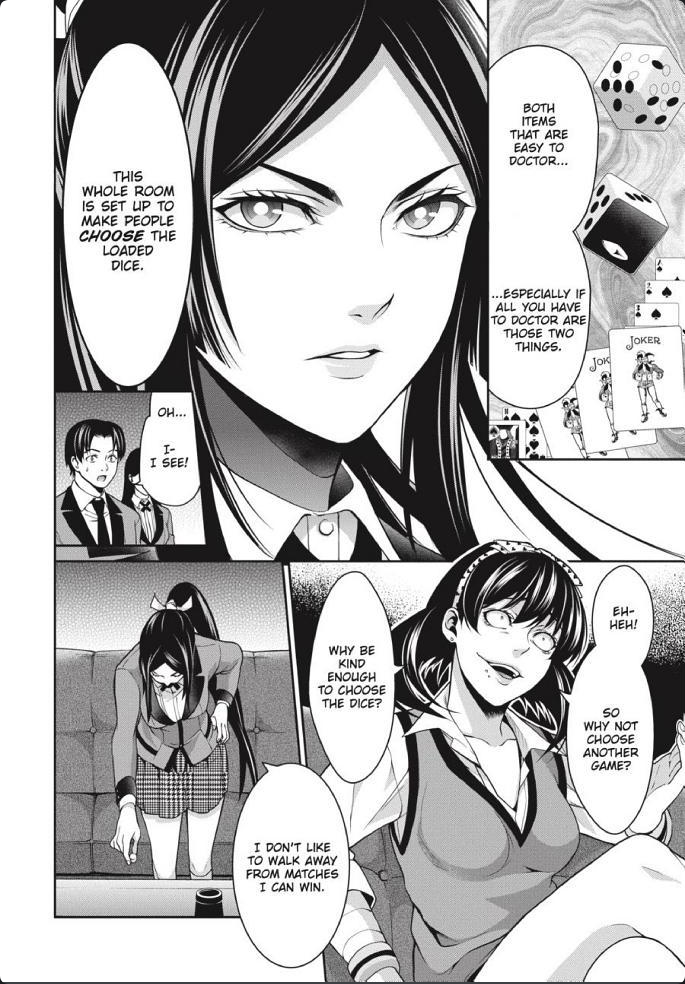 BOTH
ITEMS
THAT ARE
EASY TO
DOCTOR...
...ESPECIALLY IF
ALL YOU HAVE
TO DOCTOR ARE
THOSE TWO
THINGS.
JOKER
JOK
THIS
WHOLE ROOM
IS SET UP TO
MAKE PEOPLE
CHOOSE THE
LOADED
DICE.
OH...
I-
I SEE!
EH-
HEH!
SO
WHY NOT
CHOOSE
ANOTHER
GAME?
WHY BE
KIND
ENOUGH
TO CHOOSE
THE DICE?
I DON'T LIKE
TO WALK AWAY
FROM MATCHES
I CAN WIN.